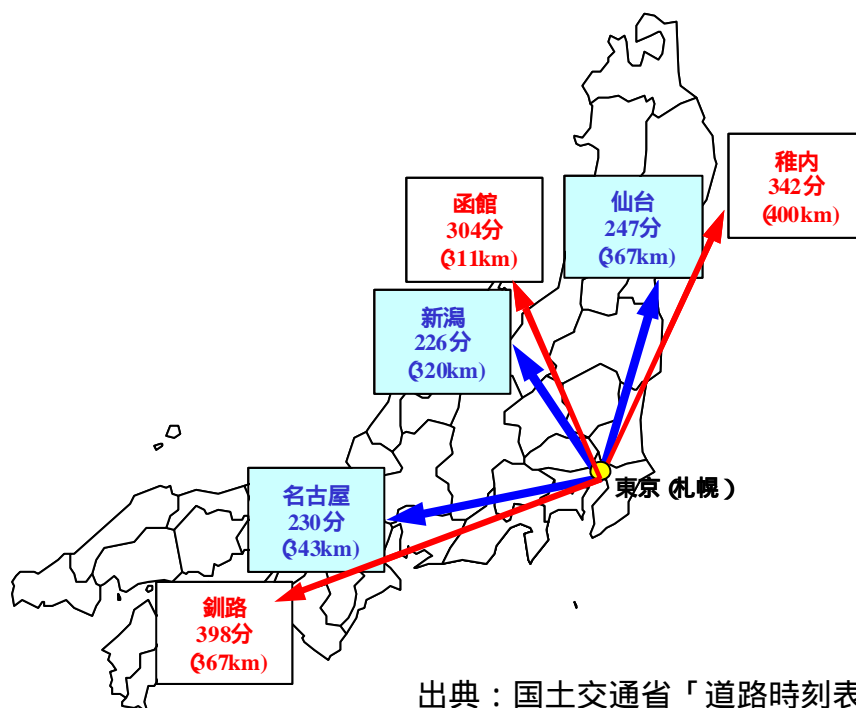 稚内
342分
(400km)
函館
304分
(311km)
仙台
247分
(367km)
新潟
226分
(320km)
名古屋
230分
(343km)
東京(札幌)
釧路
398分
(367km)
出典：国土交通省「道路時刻表